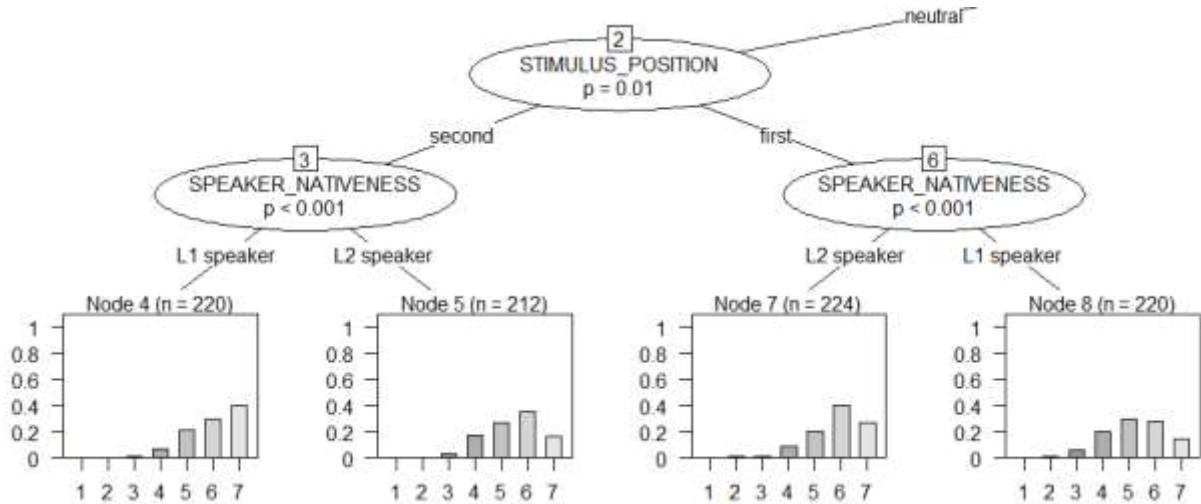 neutral
2
STIMULUS_POSITION
p = 0.01
second
first
3
SPEAKER_NATIVENESS
p < 0.001
6
SPEAKER_NATIVENESS
p < 0.001
L1 speaker
L2 speaker
L2 speaker
L1 speaker
Node 4 (n = 220)
1
0.8
0.6
0.4
0.2
0
1 2 3 4 5 6 7
Node 5 (n = 212)
1
0.8
0.6
0.4
0.2
0
1 2 3 4 5 6 7
Node 7 (n = 224)
1
0.8
0.6
0.4
0.2
0
1 2 3 4 5 6 7
Node 8 (n = 220)
1
0.8
0.6
0.4
0.2
0
1 2 3 4 5 6 7